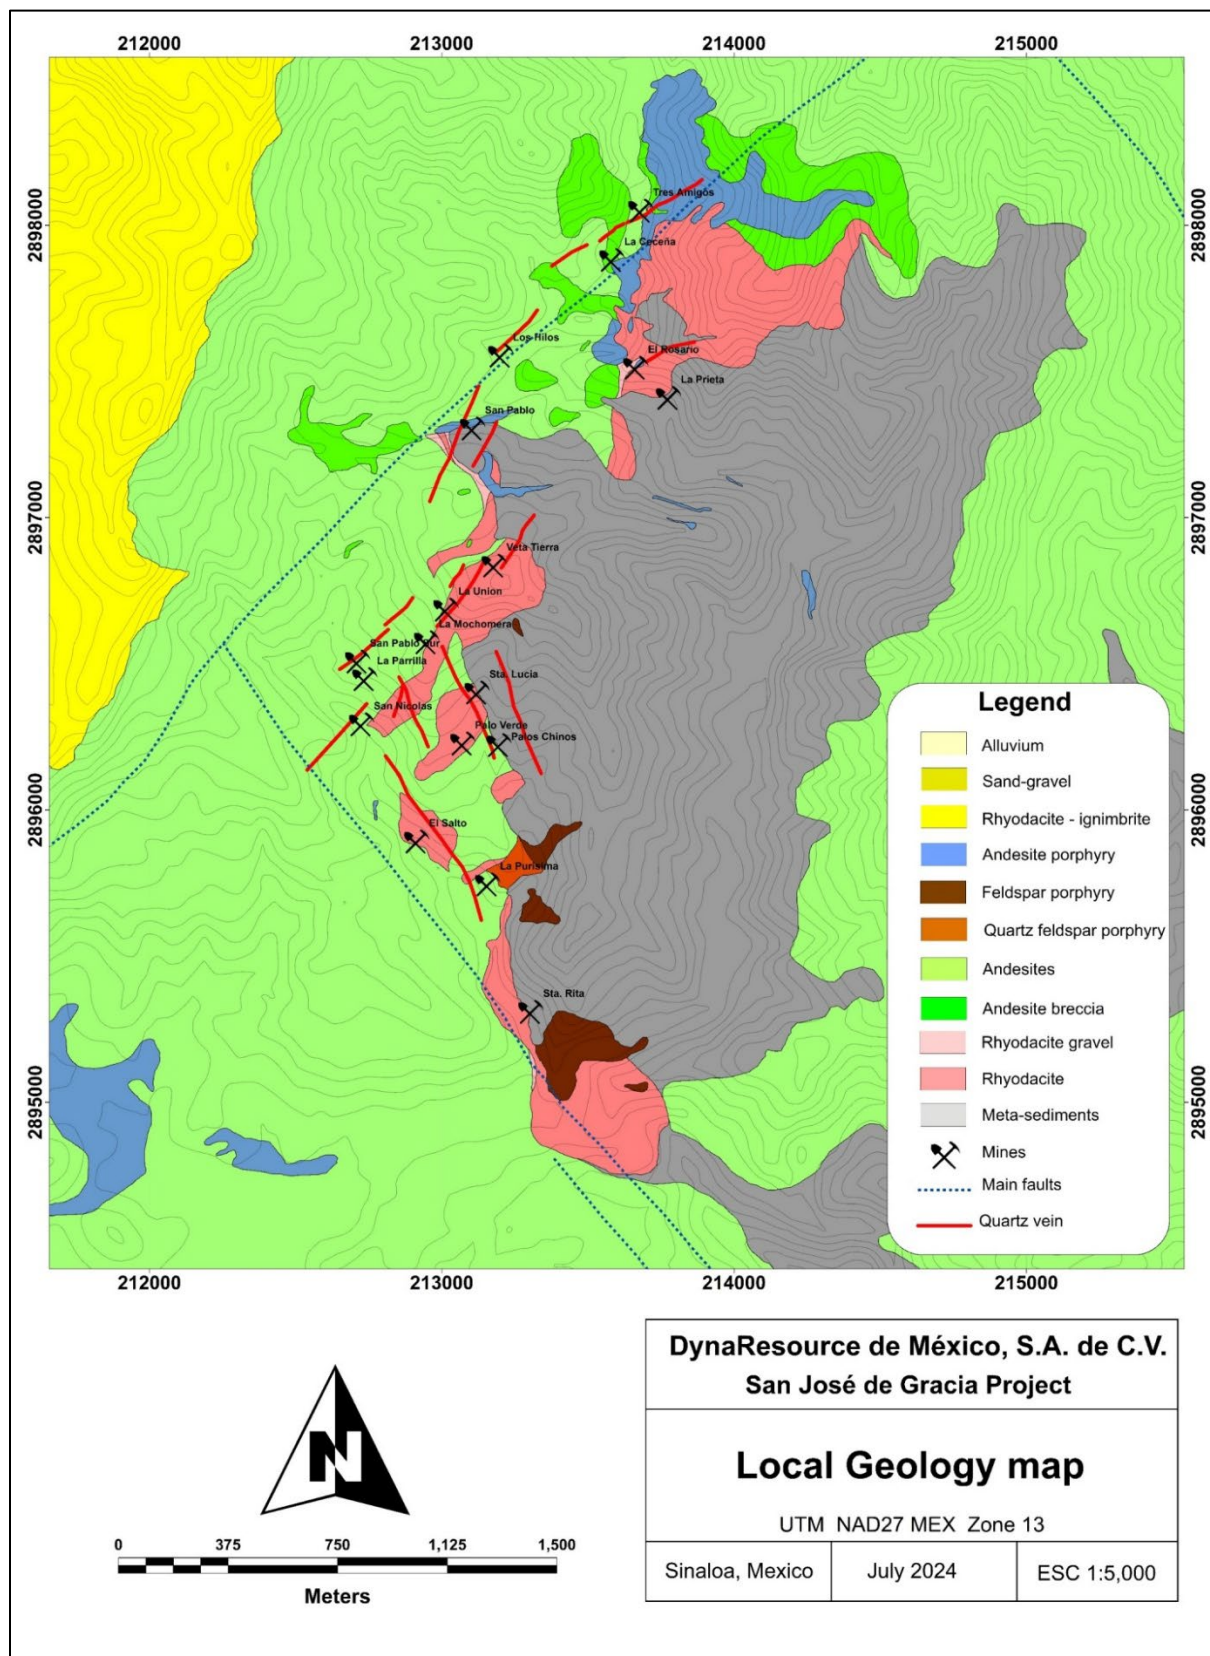 212000 213000 214000 215000
2898000
2898000
2897000
2897000
2896000
2896000
2895000
2895000
Tres Amigos
La Ceceña
Los Hilos
El Rosario
La Prieta
San Pablo
Veta Tierra
La Union
La Mochomera
San Pablo Sur
La Parrilla
Sta. Lucia
San Nicolas
Palo Verde
Palos Chinos
El Salto
La Purisima
Sta. Rita
Legend
Alluvium
Sand-gravel
Rhyodacite - ignimbrite
Andesite porphyry
Feldspar porphyry
Quartz feldspar porphyry
Andesites
Andesite breccia
Rhyodacite gravel
Rhyodacite
Meta-sediments
Mines
Main faults
Quartz vein
212000 213000 214000 215000
N
0 375 750 1,125 1,500
Meters
DynaResource de México, S.A. de C.V.
San José de Gracia Project
Local Geology map
UTM NAD27 MEX Zone 13
Sinaloa, Mexico July 2024 ESC 1:5,000